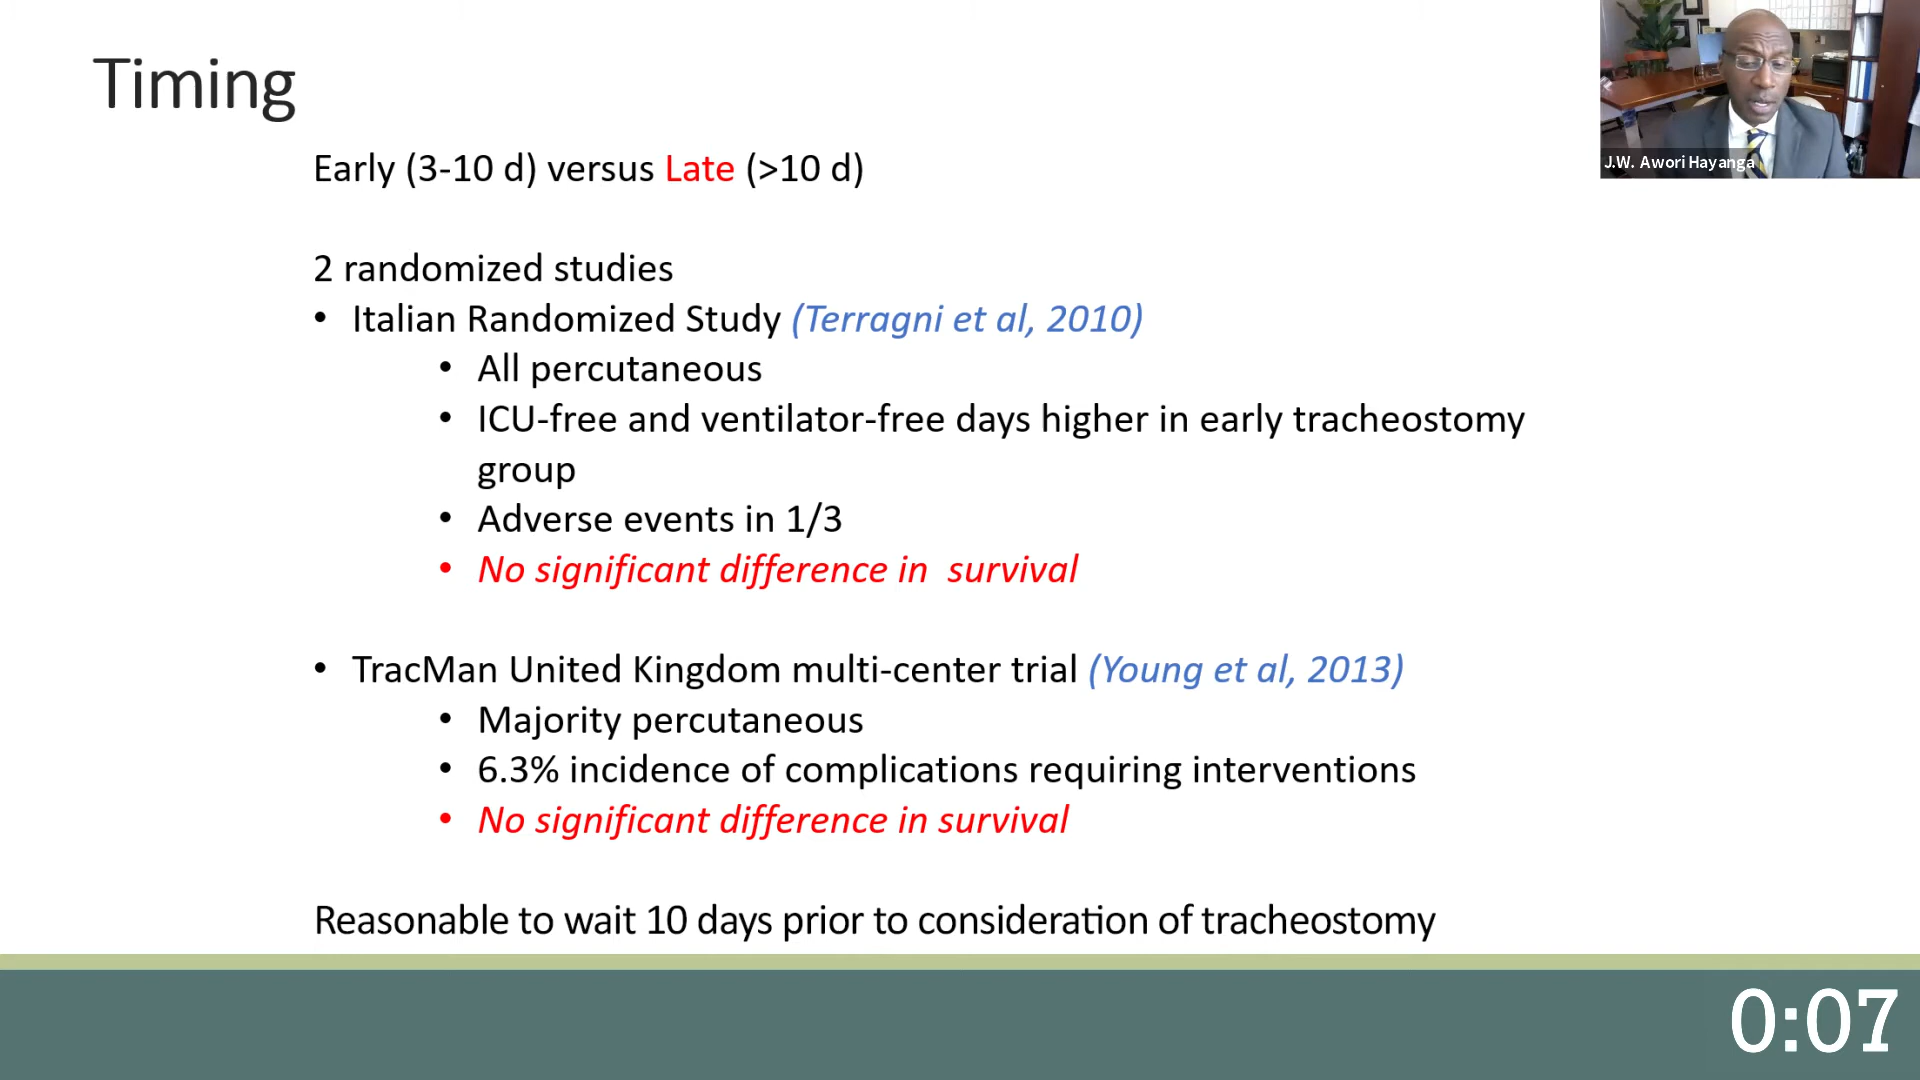 Timing
J.W. Awori Hayanga
Early (3-10 d) versus Late (>10 d)
2 randomized studies
• Italian Randomized Study (Terragni et al, 2010)
• All percutaneous
• ICU-free and ventilator-free days higher in early tracheostomy
group
• Adverse events in 1/3
• No significant difference in  survival
• TracMan United Kingdom multi-center trial (Young et al, 2013)
• Majority percutaneous
• 6.3% incidence of complications requiring interventions
• No significant difference in survival
Reasonable to wait 10 days prior to consideration of tracheostomy
0:07